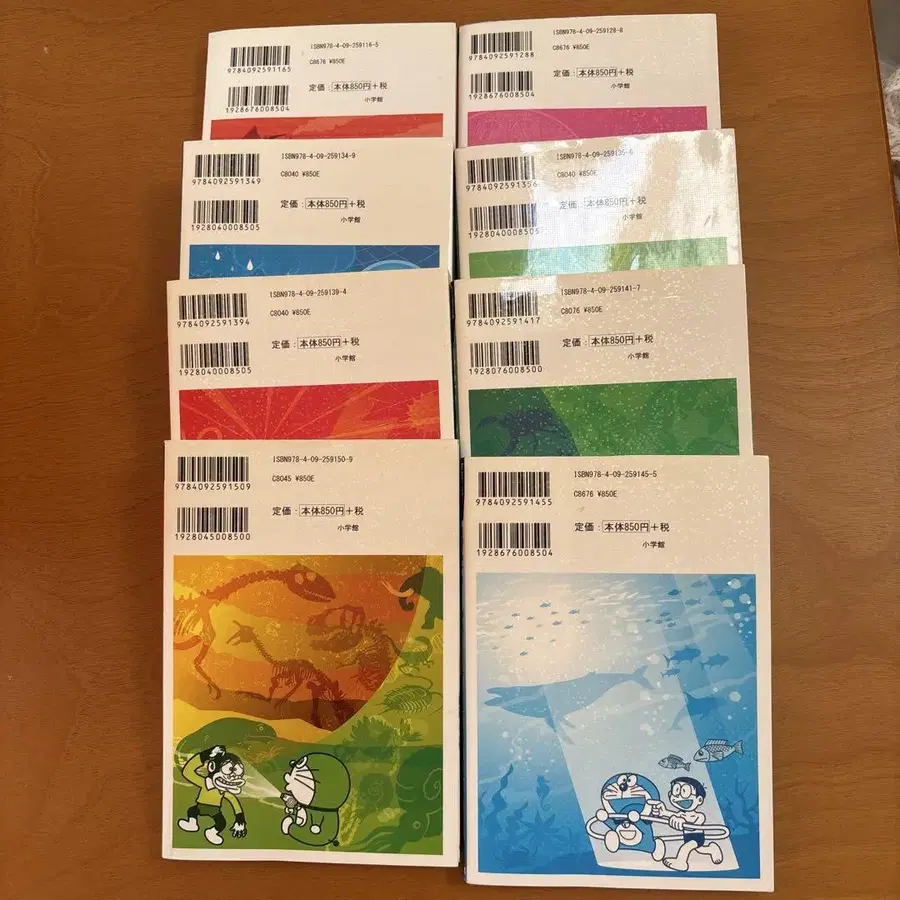 ISBN978-4-09-259116-5
9784092591165
C8676 ¥850E
定価：本体850円+税
1928676008504
小学館
ISBN978-4-09-259128-8
9784092591288
C8676 ¥850E
定価：本体850円+税
1928676008504
小学館
ISBN978-4-09-259134-9
9784092591349
C8040 ¥850E
定価：本体850円+税
1928040008505
小学館
ISBN978-4-09-259135-6
9784092591356
C8040 ¥850E
定価：本体850円+税
1928040008505
小学館
ISBN978-4-09-259139-4
9784092591394
C8040 ¥850E
定価：本体850円+税
1928040008505
小学館
ISBN978-4-09-259141-7
9784092591417
C8076 ¥850E
定価：本体850円+税
1928076008500
小学館
ISBN978-4-09-259150-9
9784092591509
C8045 ¥850E
定価：本体850円+税
1928045008500
小学館
ISBN978-4-09-259145-5
9784092591455
C8676 ¥850E
定価：本体850円+税
1928676008504
小学館